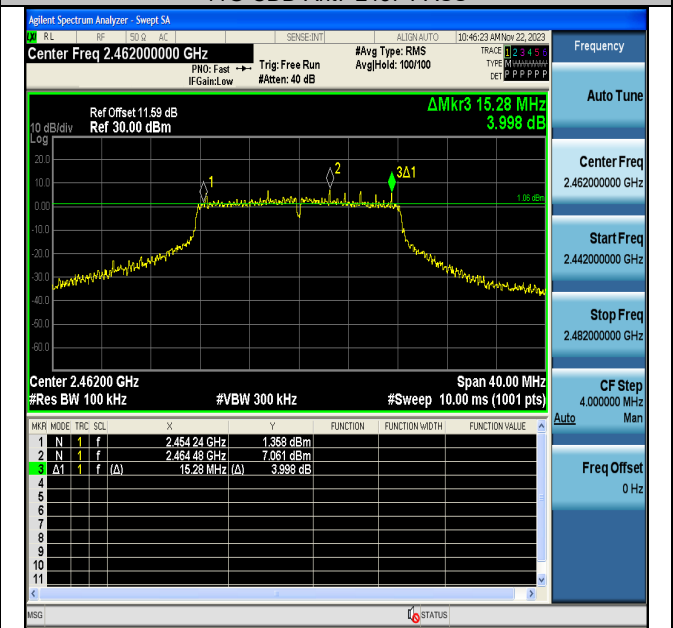 Agilent Spectrum Analyzer - Swept SA
RL RF 50 Ω AC SENSE:INT ALIGN AUTO 10:46:23 AM Nov 22, 2023
Center Freq 2.462000000 GHz
PNO: Fast
IFGain:Low
Trig: Free Run
#Atten: 40 dB
#Avg Type: RMS
Avg|Hold: 100/100
TRACE 1 2 3 4 5 6
TYPE M
DET P P P P P P
Ref Offset 11.59 dB
10 dB/div Ref 30.00 dBm
Log
ΔMkr3 15.28 MHz
3.998 dB
20.0
10.0
0.00
-10.0
-20.0
-30.0
-40.0
-50.0
-60.0
1
2
3Δ1
1.06 dBm
Center 2.46200 GHz Span 40.00 MHz
#Res BW 100 kHz #VBW 300 kHz #Sweep 10.00 ms (1001 pts)
MKR MODE TRC SCL X Y FUNCTION FUNCTION WIDTH FUNCTION VALUE
1 N 1 f 2.454 24 GHz 1.358 dBm
2 N 1 f 2.464 48 GHz 7.061 dBm
3 Δ1 1 f (Δ) 15.28 MHz (Δ) 3.998 dB
4
5
6
7
8
9
10
11
MSG STATUS
Frequency
Auto Tune
Center Freq
2.462000000 GHz
Start Freq
2.442000000 GHz
Stop Freq
2.482000000 GHz
CF Step
4.000000 MHz
Auto Man
Freq Offset
0 Hz